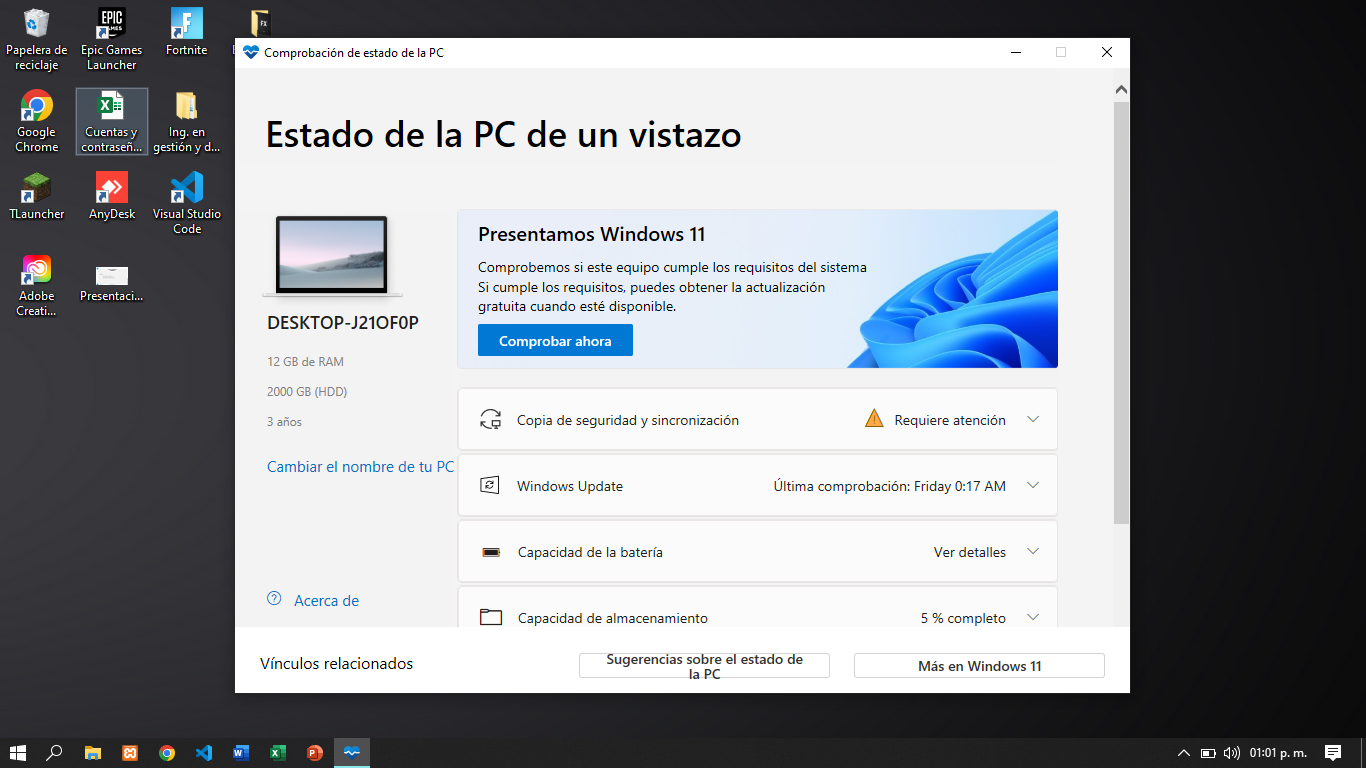 Papelera de
reciclaje
EPIC
GAMES
Epic Games
Launcher
Fortnite
FX
Google
Chrome
Cuentas y
contraseñ...
Ing. en
gestión y d...
TLauncher
AnyDesk
Visual Studio
Code
Adobe
Creati...
Presentaci...
Comprobación de estado de la PC
Estado de la PC de un vistazo
DESKTOP-J21OF0P
12 GB de RAM
2000 GB (HDD)
3 años
Cambiar el nombre de tu PC
Acerca de
Presentamos Windows 11
Comprobemos si este equipo cumple los requisitos del sistema
Si cumple los requisitos, puedes obtener la actualización
gratuita cuando esté disponible.
Comprobar ahora
Copia de seguridad y sincronización Requiere atención
Windows Update Última comprobación: Friday 0:17 AM
Capacidad de la batería Ver detalles
Capacidad de almacenamiento 5 % completo
Vínculos relacionados
Sugerencias sobre el estado de
la PC
Más en Windows 11
01:01 p. m.